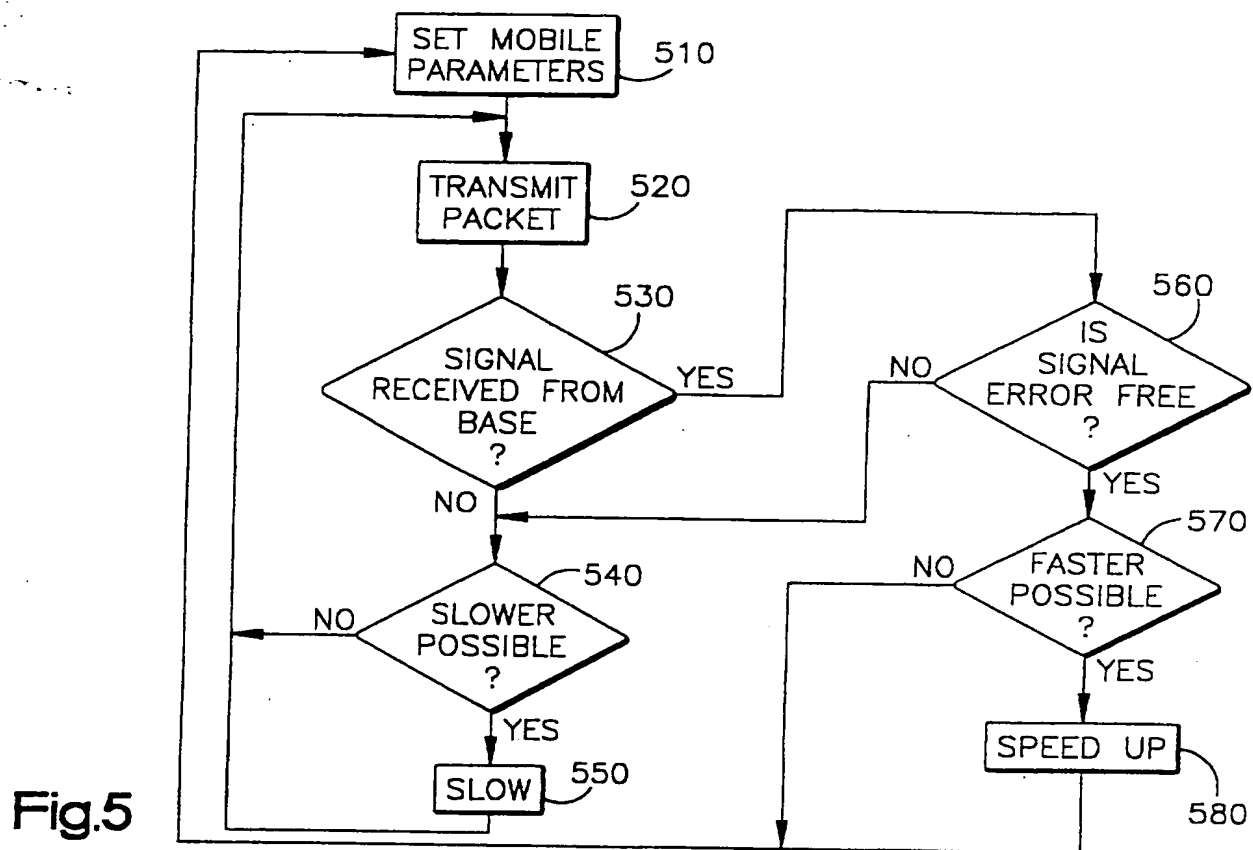 SET MOBILE
PARAMETERS
510
TRANSMIT
PACKET
520
530
SIGNAL
RECEIVED FROM
BASE
?
YES
NO
560
IS
SIGNAL
ERROR FREE
?
NO
YES
540
SLOWER
POSSIBLE
?
NO
YES
570
FASTER
POSSIBLE
?
NO
YES
SLOW
550
SPEED UP
580
Fig.5